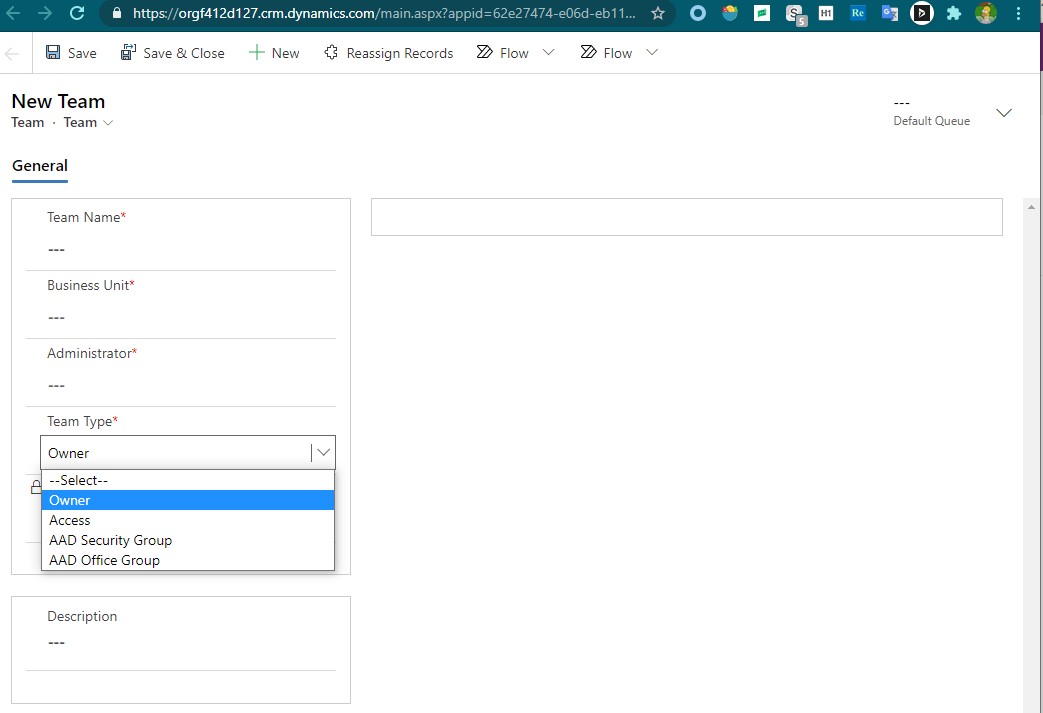 https://orgf412d127.crm.dynamics.com/main.aspx?appid=62e27474-e06d-eb11...
S 5 H1 Re G
Save Save & Close New Reassign Records Flow Flow
New Team
Team · Team
---
Default Queue
General
Team Name*
---
Business Unit*
---
Administrator*
---
Team Type*
Owner
--Select--
Owner
Access
AAD Security Group
AAD Office Group
Description
---